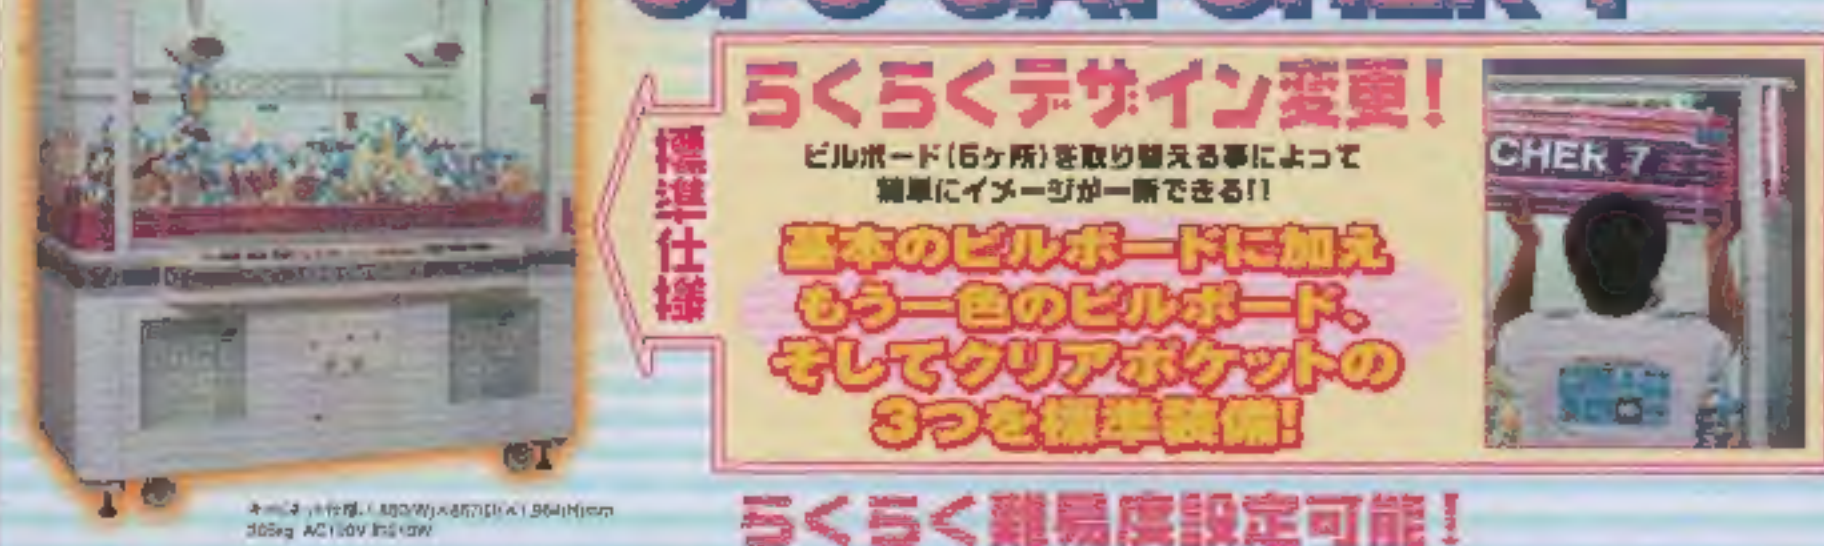 UFO CATCHER 7
らくらくデザイン変更!
標準仕様
ビルボード(6ヶ所)を取り替える事によって
簡単にイメージが一新できる!!
CHER 7
基本のビルボードに加え
もう一色のビルボード、
そしてクリアポケットの
3つを標準装備!
らくらく難易度設定可能!